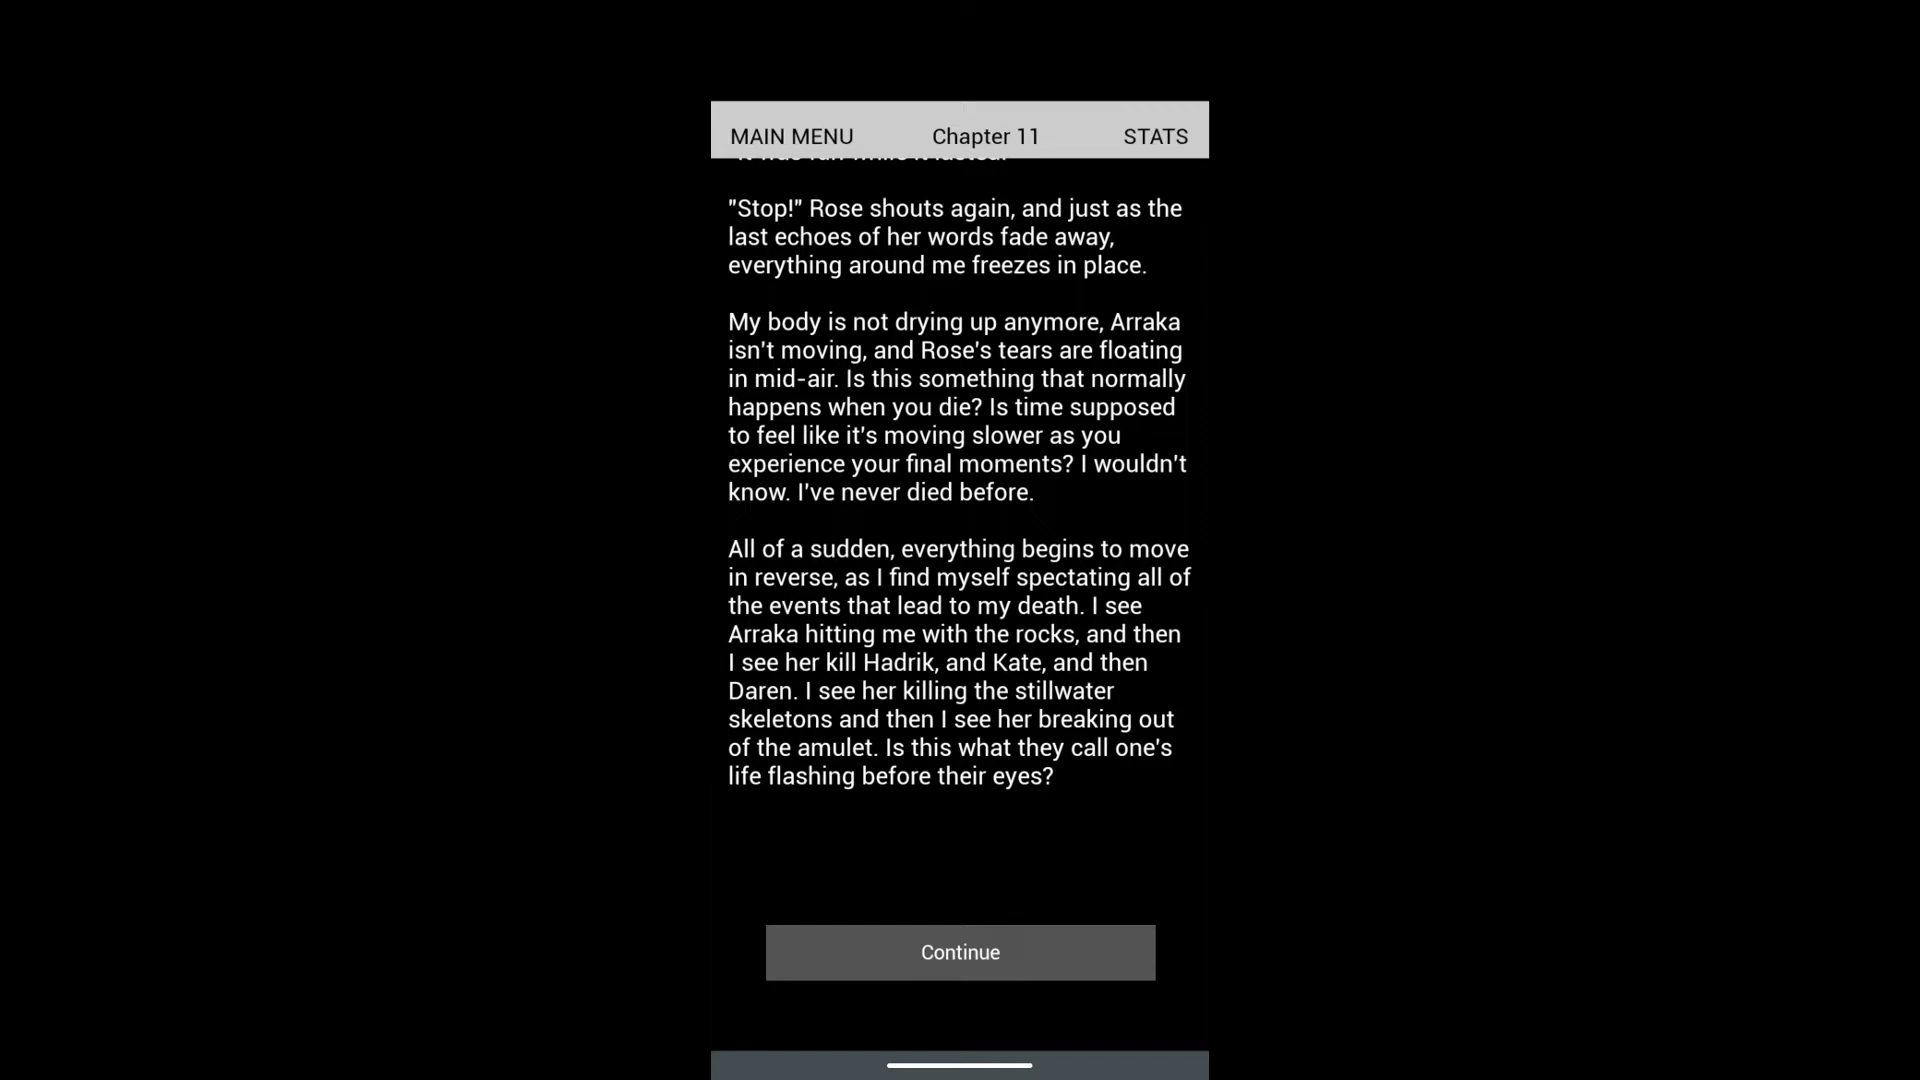 MAIN MENU Chapter 11 STATS
"Stop!" Rose shouts again, and just as the
last echoes of her words fade away,
everything around me freezes in place.
My body is not drying up anymore, Arraka
isn't moving, and Rose's tears are floating
in mid-air. Is this something that normally
happens when you die? Is time supposed
to feel like it's moving slower as you
experience your final moments? I wouldn't
know. I've never died before.
All of a sudden, everything begins to move
in reverse, as I find myself spectating all of
the events that lead to my death. I see
Arraka hitting me with the rocks, and then
I see her kill Hadrik, and Kate, and then
Daren. I see her killing the stillwater
skeletons and then I see her breaking out
of the amulet. Is this what they call one's
life flashing before their eyes?
Continue